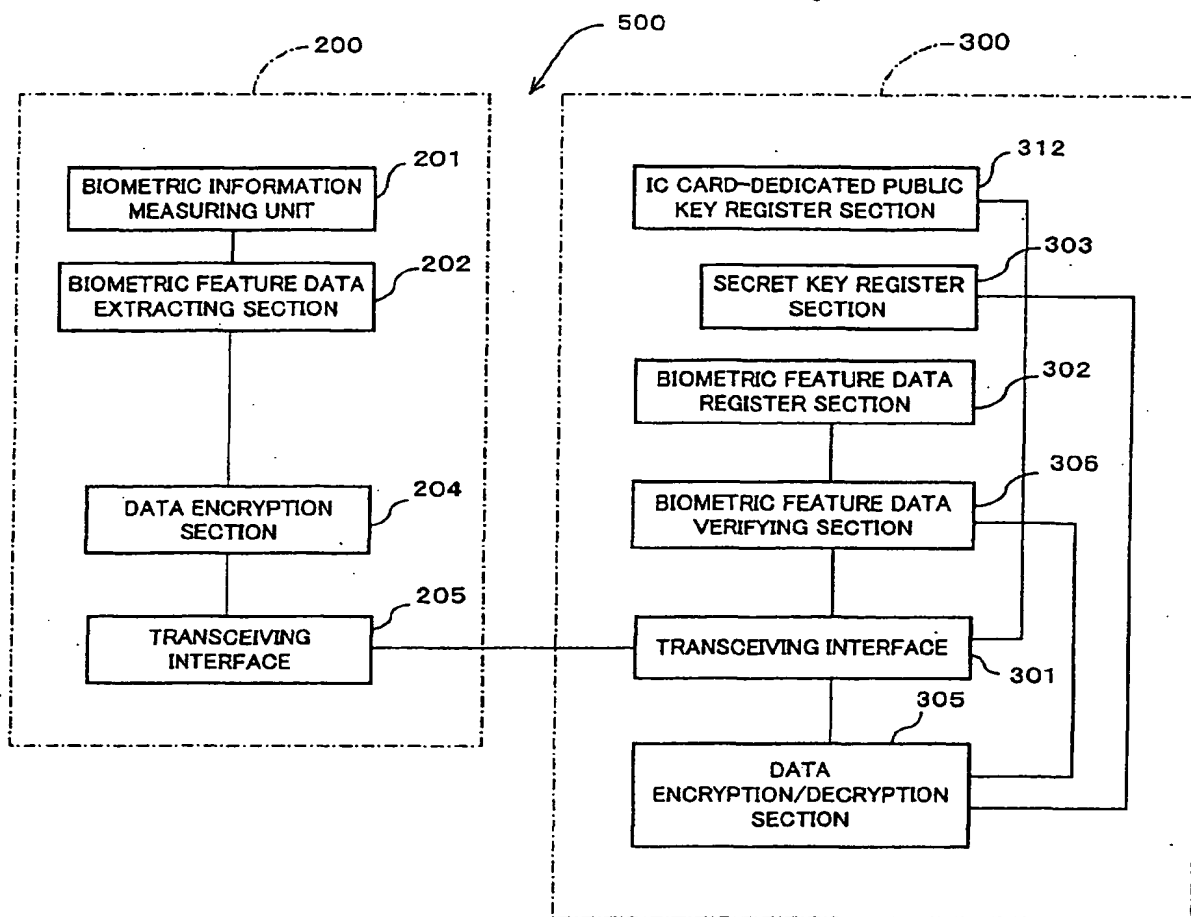 500
200
300
201
BIOMETRIC INFORMATION
MEASURING UNIT
202
BIOMETRIC FEATURE DATA
EXTRACTING SECTION
204
DATA ENCRYPTION
SECTION
205
TRANSCEIVING
INTERFACE
312
IC CARD-DEDICATED PUBLIC
KEY REGISTER SECTION
303
SECRET KEY REGISTER
SECTION
302
BIOMETRIC FEATURE DATA
REGISTER SECTION
306
BIOMETRIC FEATURE DATA
VERIFYING SECTION
TRANSCEIVING INTERFACE
301
305
DATA
ENCRYPTION/DECRYPTION
SECTION